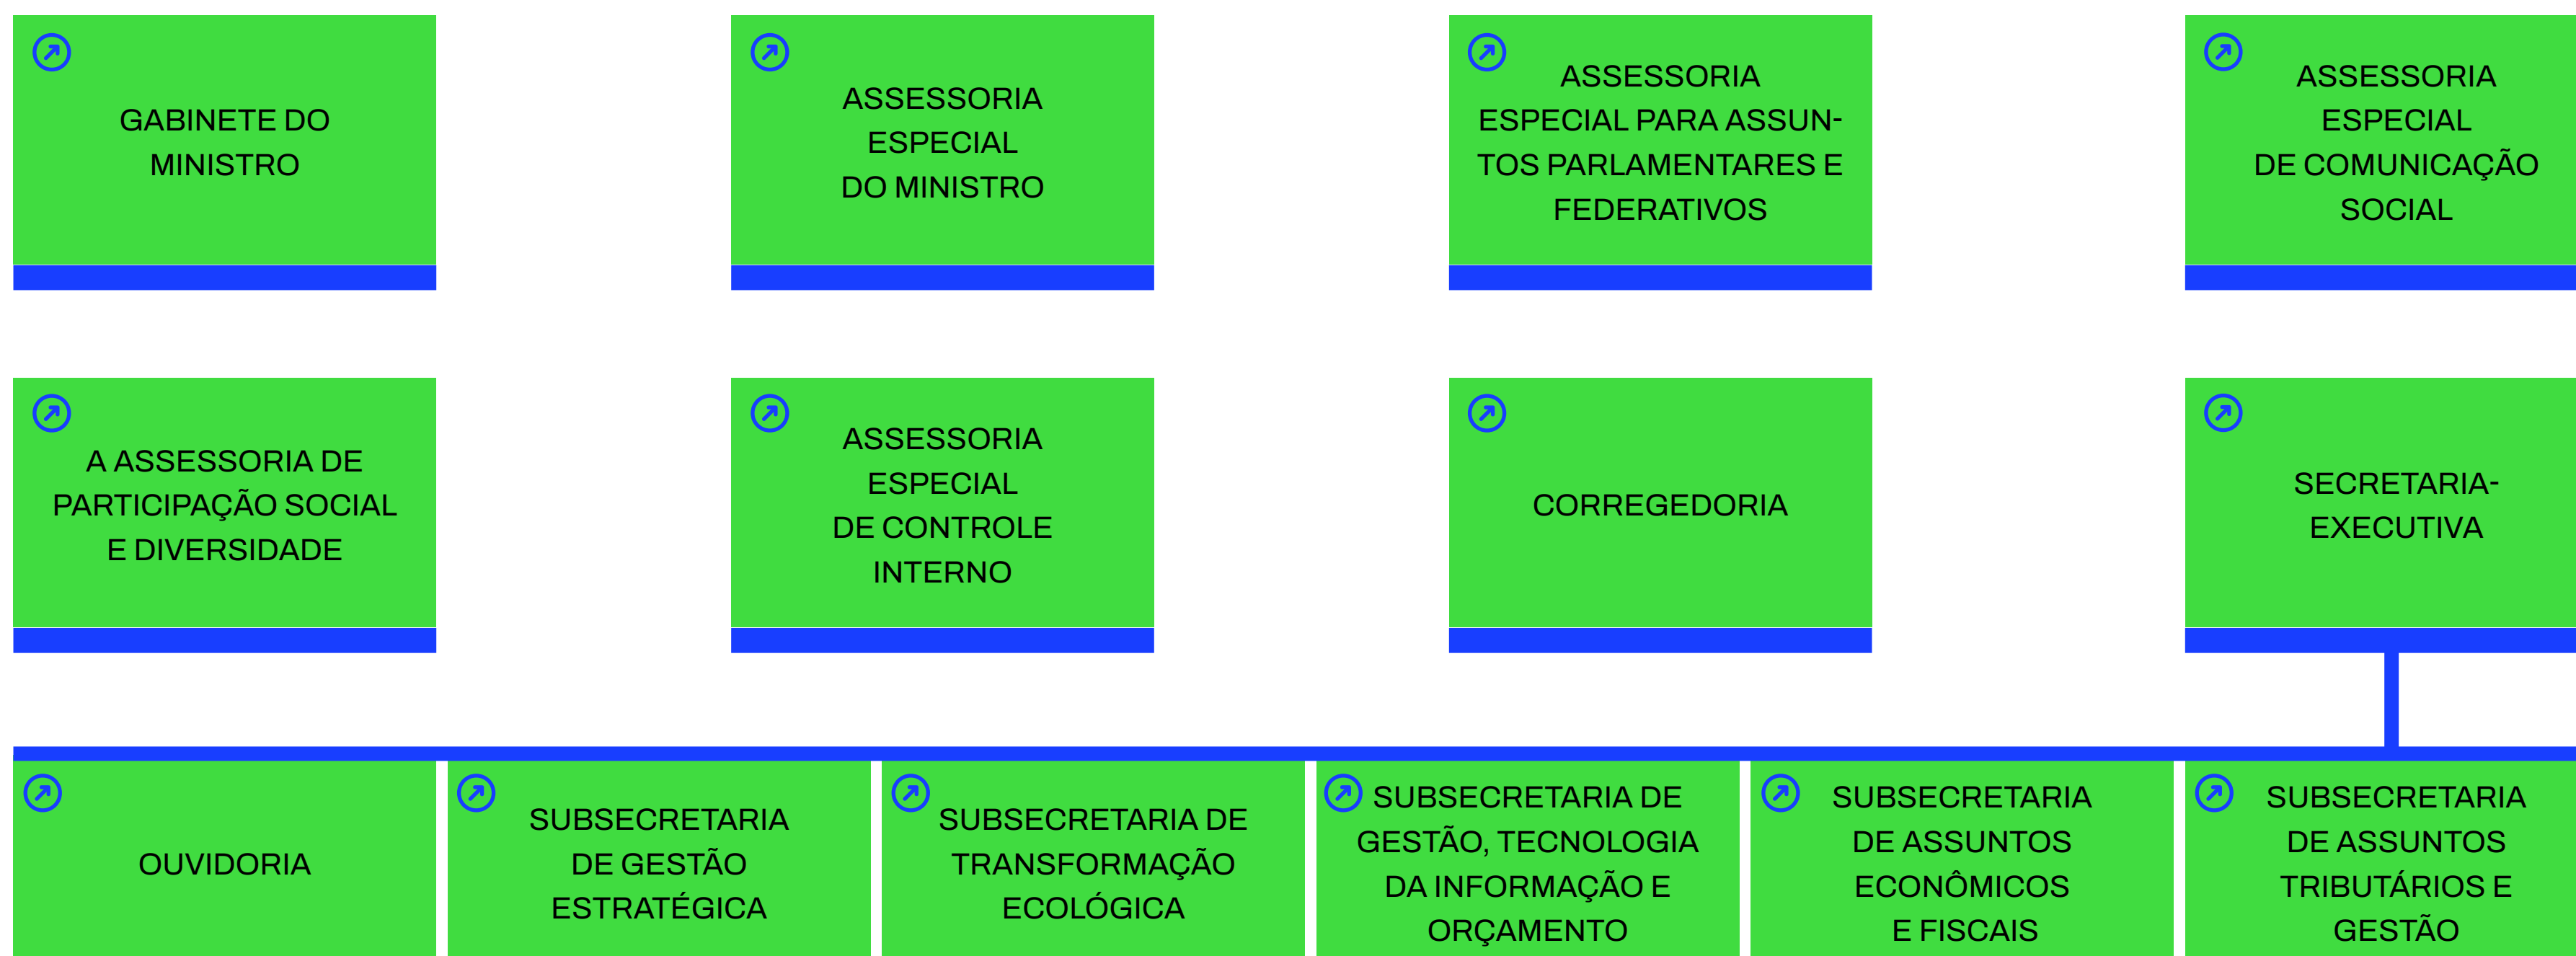 GABINETE DO
MINISTRO
ASSESSORIA
ESPECIAL
DO MINISTRO
ASSESSORIA
ESPECIAL PARA ASSUN-
TOS PARLAMENTARES E
FEDERATIVOS
ASSESSORIA
ESPECIAL
DE COMUNICAÇÃO
SOCIAL
A ASSESSORIA DE
PARTICIPAÇÃO SOCIAL
E DIVERSIDADE
ASSESSORIA
ESPECIAL
DE CONTROLE
INTERNO
CORREGEDORIA
SECRETARIA-
EXECUTIVA
OUVIDORIA
SUBSECRETARIA
DE GESTÃO
ESTRATÉGICA
SUBSECRETARIA DE
TRANSFORMAÇÃO
ECOLÓGICA
SUBSECRETARIA DE
GESTÃO, TECNOLOGIA
DA INFORMAÇÃO E
ORÇAMENTO
SUBSECRETARIA
DE ASSUNTOS
ECONÔMICOS
E FISCAIS
SUBSECRETARIA
DE ASSUNTOS
TRIBUTÁRIOS E
GESTÃO